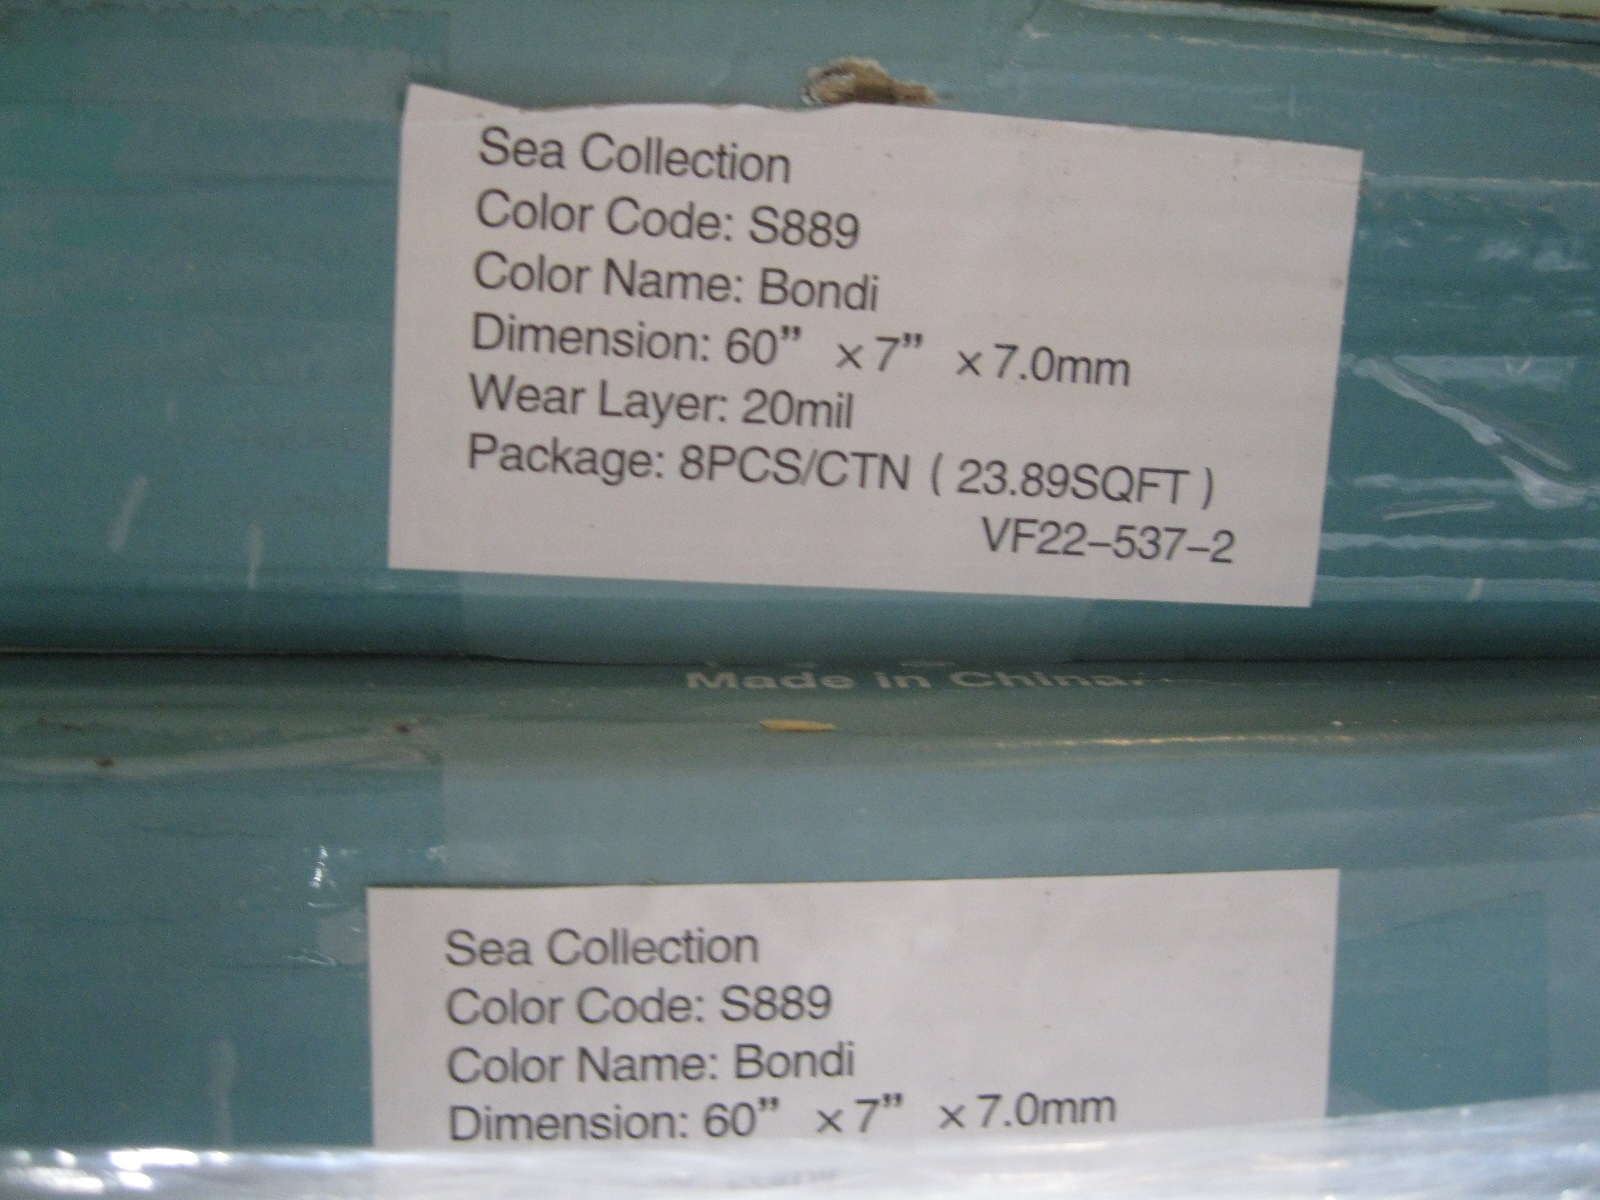 Sea Collection
Color Code: S889
Color Name: Bondi
Dimension: 60” ×7” ×7.0mm
Wear Layer: 20mil
Package: 8PCS/CTN ( 23.89SQFT )
VF22–537–2
Made in China.
Sea Collection
Color Code: S889
Color Name: Bondi
Dimension: 60” ×7” ×7.0mm